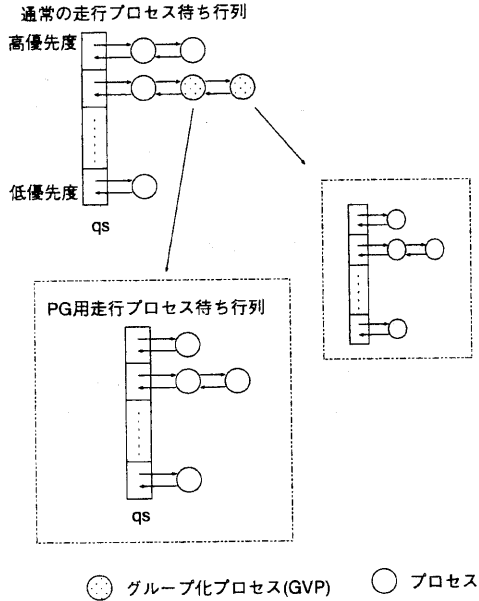 通常の走行プロセス待ち行列
高優先度
低優先度
qs
PG用走行プロセス待ち行列
qs
グループ化プロセス(GVP)
プロセス